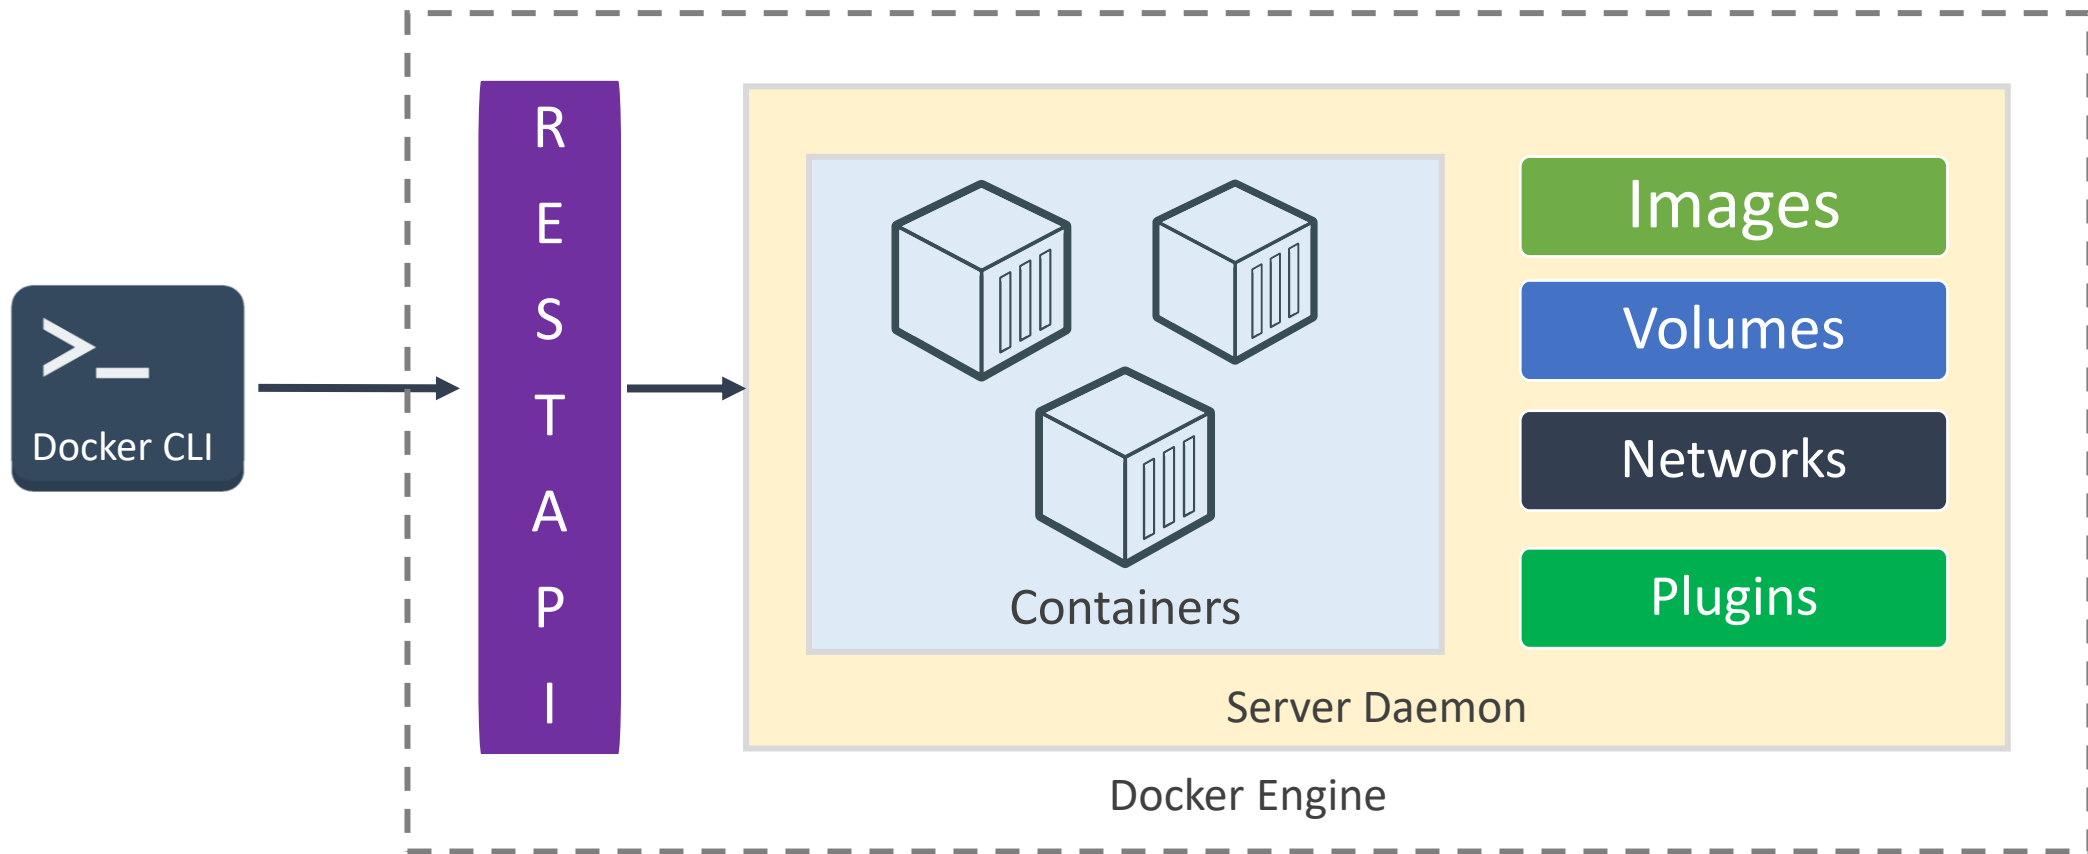 >_
Docker CLI
R
E
S
T
A
P
I
Containers
Images
Volumes
Networks
Plugins
Server Daemon
Docker Engine